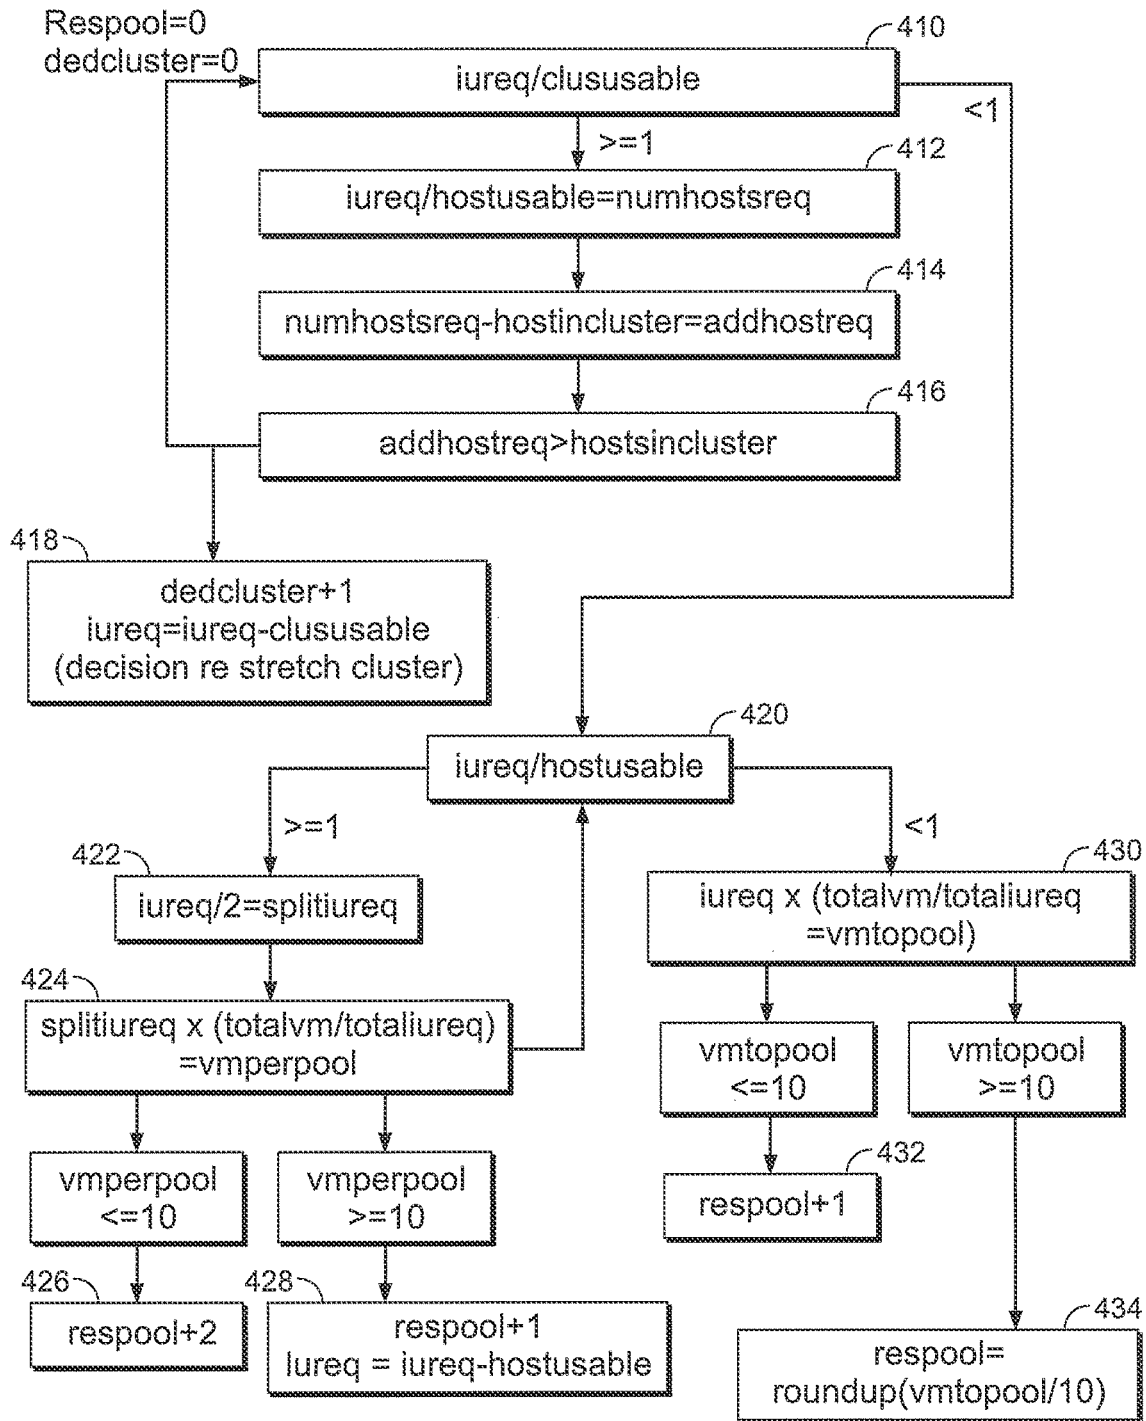 Respool=0
dedcluster=0
410
iureq/clususable
<1
>=1
412
iureq/hostusable=numhostsreq
414
numhostsreq-hostincluster=addhostreq
416
addhostreq>hostsincluster
418
dedcluster+1
iureq=iureq-clususable
(decision re stretch cluster)
420
iureq/hostusable
>=1
<1
422
iureq/2=splitiureq
430
iureq x (totalvm/totaliureq
=vmtopool)
424
splitiureq x (totalvm/totaliureq)
=vmperpool
vmtopool
<=10
vmtopool
>=10
vmperpool
<=10
vmperpool
>=10
432
respool+1
426
respool+2
428
respool+1
Iureq = iureq-hostusable
434
respool=
roundup(vmtopool/10)